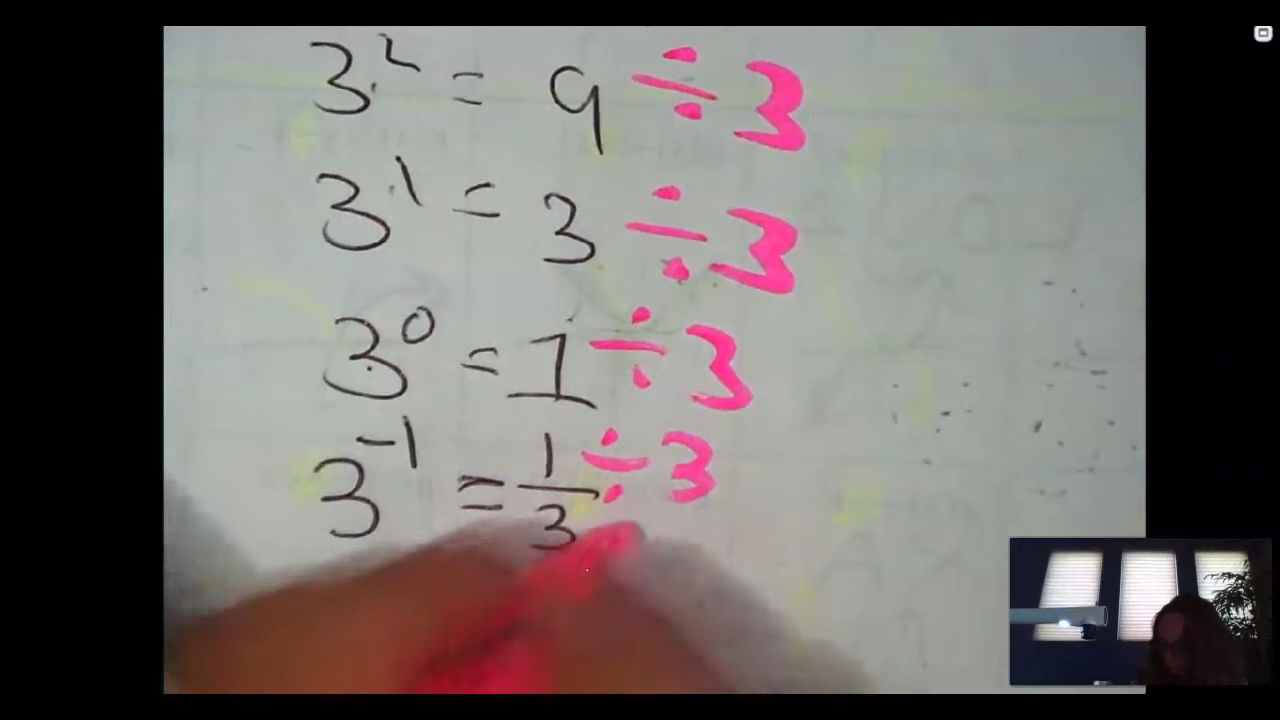 3² = 9 ÷ 3
3¹ = 3 ÷ 3
3⁰ = 1 ÷ 3
3⁻¹ = 1/3 ÷ 3